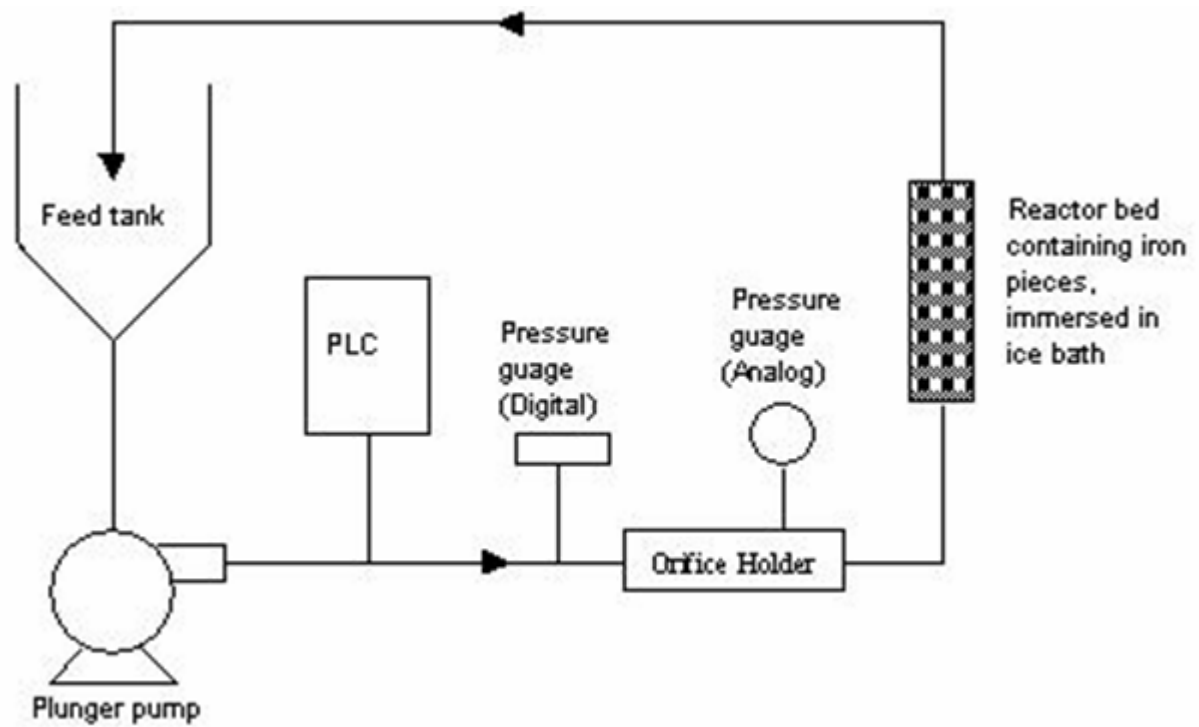 Feed tank
PLC
Pressure
guage
(Digital)
Pressure
guage
(Analog)
Reactor bed
containing iron
pieces,
immersed in
ice bath
Orifice Holder
Plunger pump